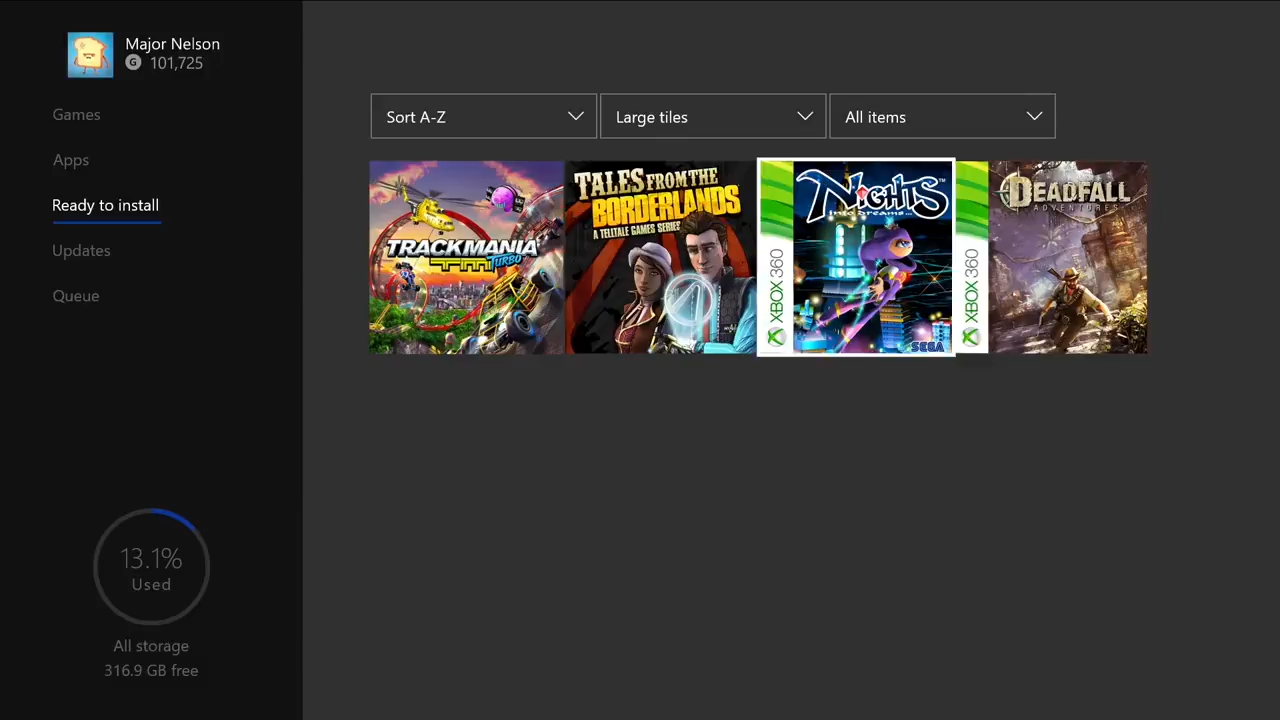 Major Nelson
G 101,725
Games
Apps
Ready to install
Updates
Queue
13.1%
Used
All storage
316.9 GB free
Sort A-Z
Large tiles
All items
TRACKMANIA
TURBO
TALES FROM THE
BORDERLANDS
A TELLTALE GAMES SERIES
XBOX 360
NiGHTS™
into dreams...
SEGA
XBOX 360
DEADFALL
ADVENTURES